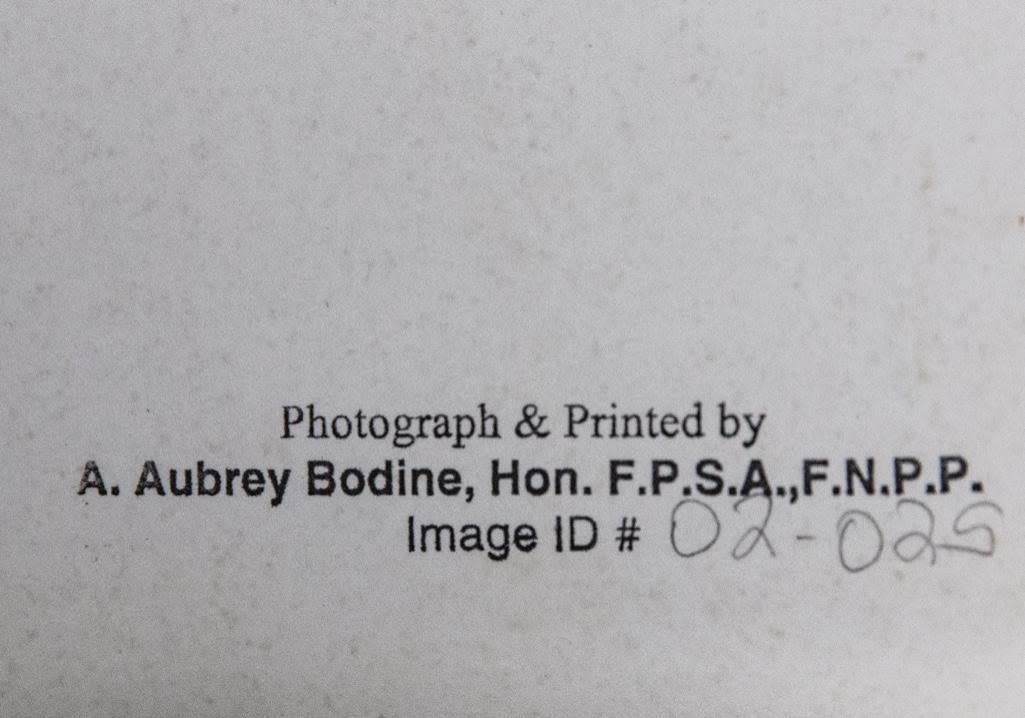 Photograph & Printed by
A. Aubrey Bodine, Hon. F.P.S.A.,F.N.P.P.
Image ID # 02-025